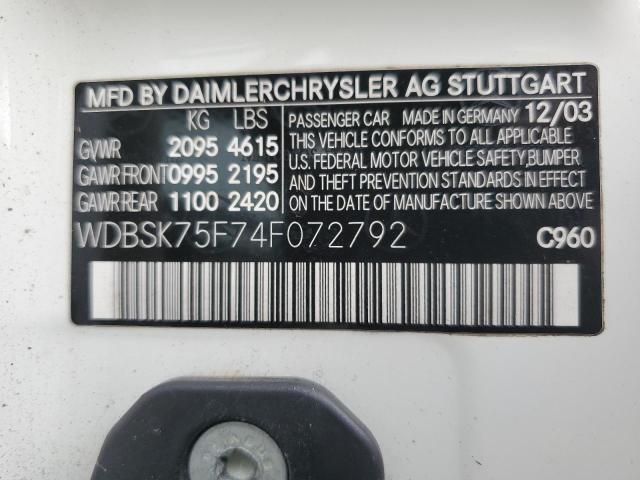 MFD BY DAIMLERCHRYSLER AG STUTTGART
KG LBS
GVWR 2095 4615
GAWR FRONT 0995 2195
GAWR REAR 1100 2420
PASSENGER CAR MADE IN GERMANY 12/03
THIS VEHICLE CONFORMS TO ALL APPLICABLE
U.S. FEDERAL MOTOR VEHICLE SAFETY, BUMPER
AND THEFT PREVENTION STANDARDS IN EFFECT
ON THE DATE OF MANUFACTURE SHOWN ABOVE
WDBSK75F74F072792
C960